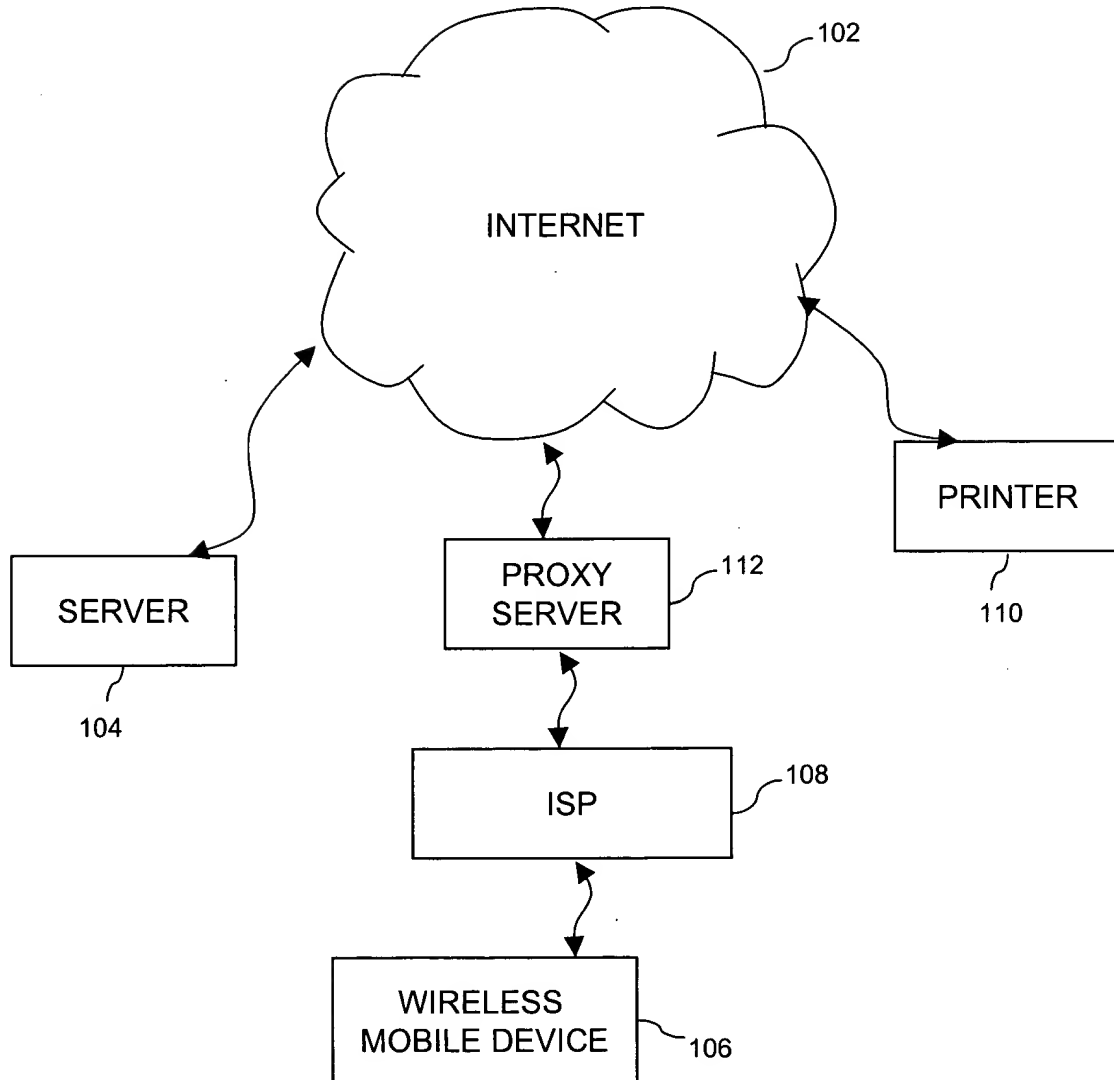 102
INTERNET
PRINTER
110
PROXY
SERVER
112
SERVER
104
ISP
108
WIRELESS
MOBILE DEVICE
106